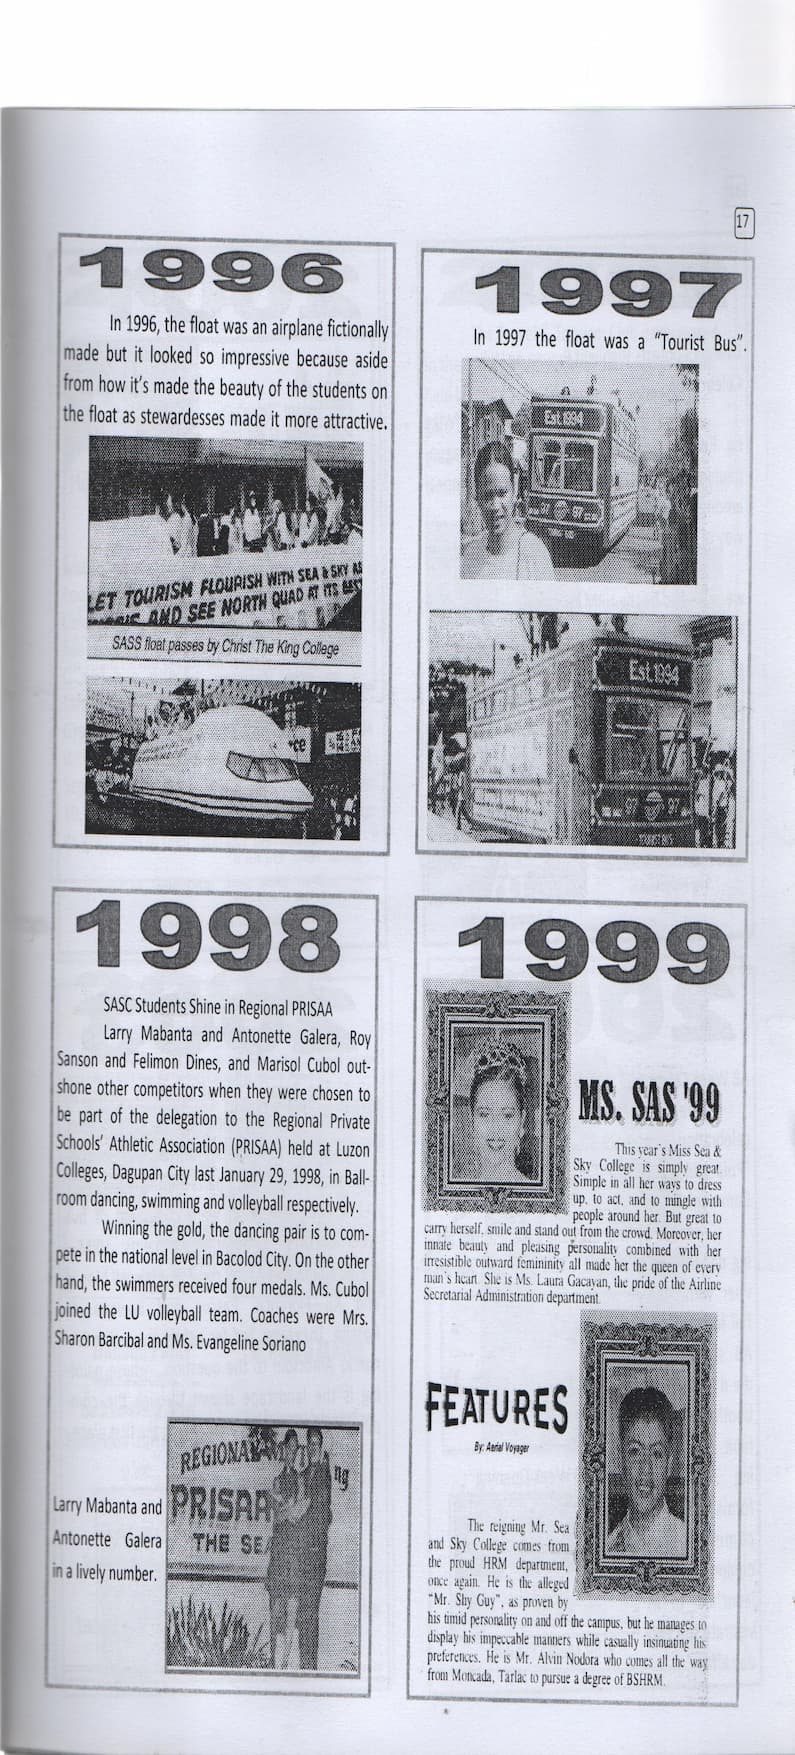 17
1996
In 1996, the float was an airplane fictionally
made but it looked so impressive because aside
from how it's made the beauty of the students on
the float as stewardesses made it more attractive.
LET TOURISM FLOURISH WITH SEA & SKY AS
AND SEE NORTH QUAD AT ITS BEST
SASS float passes by Christ The King College
1997
In 1997 the float was a "Tourist Bus".
Est. 1994
97 97
Est. 1994
97 97
TOURIST BUS
1998
SASC Students Shine in Regional PRISAA
Larry Mabanta and Antonette Galera, Roy
Sanson and Felimon Dines, and Marisol Cubol out-
shone other competitors when they were chosen to
be part of the delegation to the Regional Private
Schools' Athletic Association (PRISAA) held at Luzon
Colleges, Dagupan City last January 29, 1998, in Ball-
room dancing, swimming and volleyball respectively.
Winning the gold, the dancing pair is to com-
pete in the national level in Bacolod City. On the other
hand, the swimmers received four medals. Ms. Cubol
joined the LU volleyball team. Coaches were Mrs.
Sharon Barcibal and Ms. Evangeline Soriano
Larry Mabanta and
Antonette Galera
in a lively number.
REGIONAL
ng
PRISAA
THE SEA
1999
MS. SAS '99
This year's Miss Sea &
Sky College is simply great.
Simple in all her ways to dress
up, to act, and to mingle with
people around her. But great to
carry herself, smile and stand out from the crowd. Moreover, her
innate beauty and pleasing personality combined with her
irresistible outward femininity all made her the queen of every
man's heart. She is Ms. Laura Gacayan, the pride of the Airline
Secretarial Administration department.
FEATURES
By: Aerial Voyager
The reigning Mr. Sea
and Sky College comes from
the proud HRM department,
once again. He is the alleged
"Mr. Shy Guy", as proven by
his timid personality on and off the campus, but he manages to
display his impeccable manners while casually insinuating his
preferences. He is Mr. Alvin Nodora who comes all the way
from Moncada, Tarlac to pursue a degree of BSHRM.